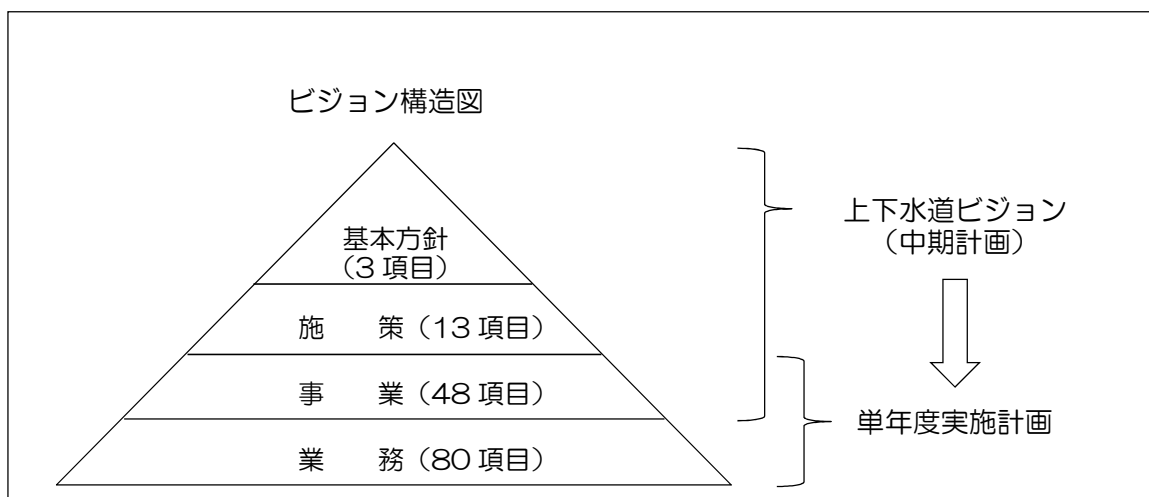 ビジョン構造図
基本方針
(3 項目)
施　　策(13 項目)
事　　業(48 項目)
業　　務(80 項目)
上下水道ビジョン
(中期計画)
単年度実施計画